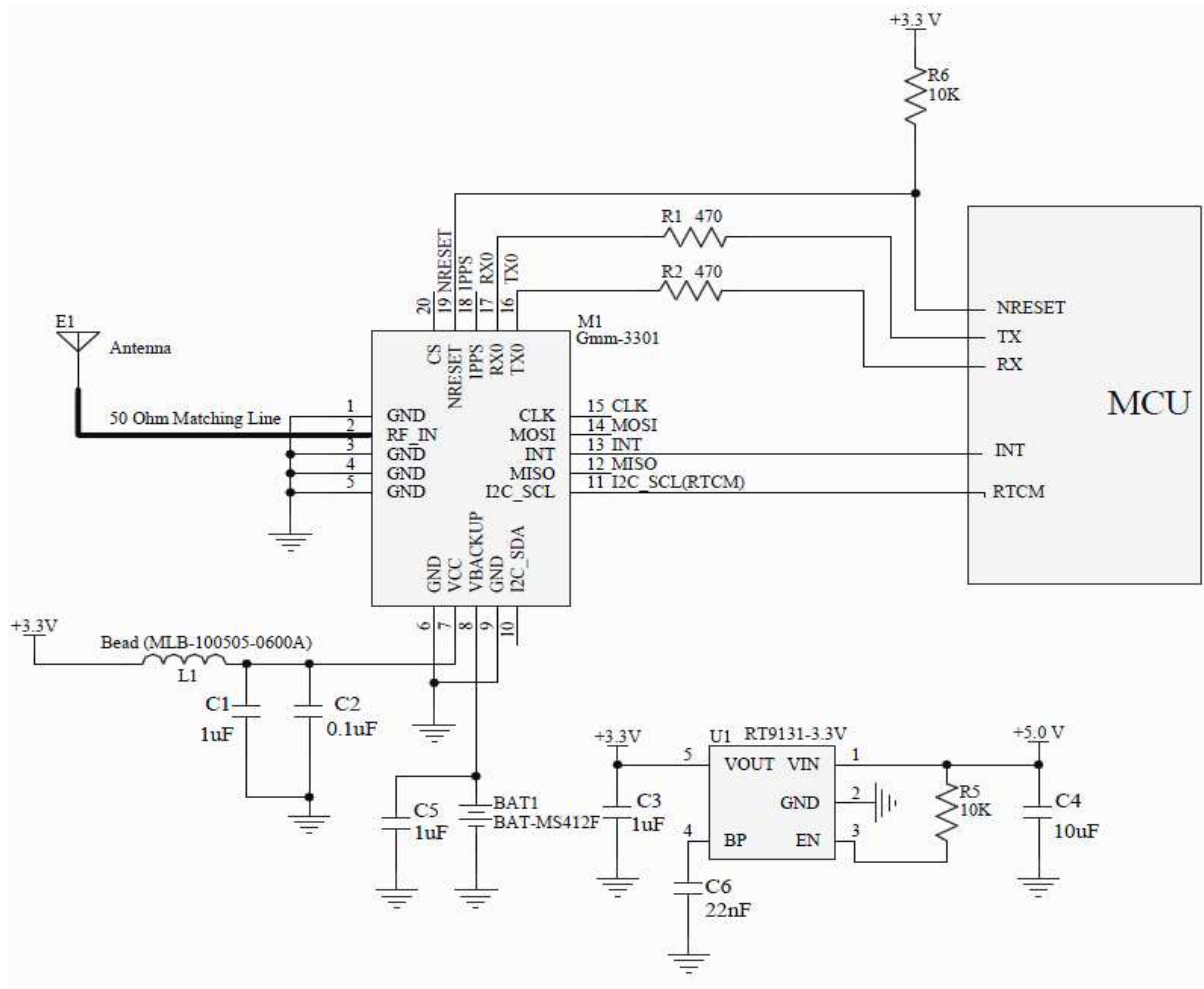 +3.3 V
R6
10K
R1 470
R2 470
20
19 NRESET
18 1PPS
17 RX0
16 TX0
E1
Antenna
M1
Gmm-3301
CS
NRESET
1PPS
RX0
TX0
NRESET
TX
RX
MCU
INT
RTCM
50 Ohm Matching Line
1 GND
2 RF_IN
3 GND
4 GND
5 GND
CLK 15 CLK
MOSI 14 MOSI
INT 13 INT
MISO 12 MISO
I2C_SCL 11 I2C_SCL(RTCM)
GND
VCC
VBACKUP
GND
I2C_SDA
6
7
8
9
10
+3.3V
Bead (MLB-100505-0600A)
L1
C1
1uF
C2
0.1uF
C5
1uF
BAT1
BAT-MS412F
+3.3V
U1 RT9131-3.3V
+5.0 V
5 VOUT VIN 1
GND 2
4 BP EN 3
C3
1uF
R5
10K
C4
10uF
C6
22nF